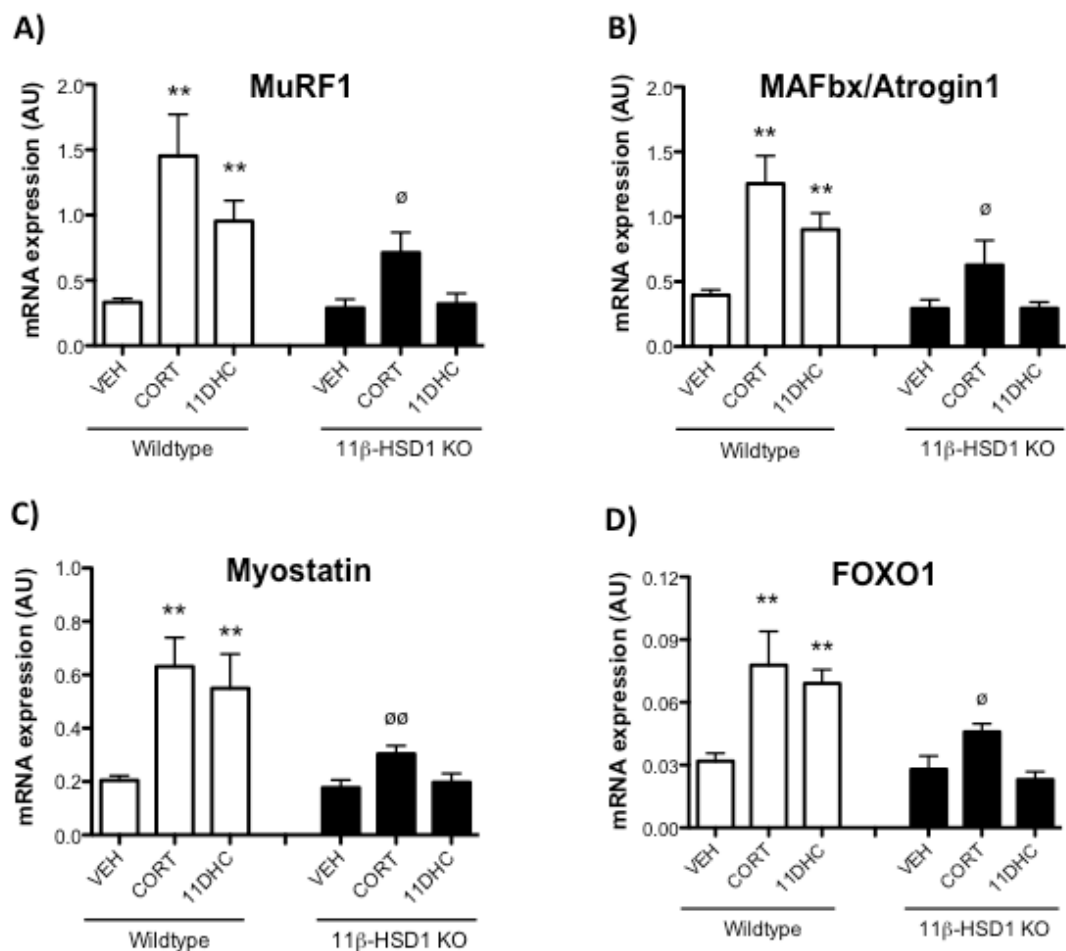 A)
MuRF1
mRNA expression (AU)
2.0
1.5
1.0
0.5
0.0
**
**
ø
VEH
CORT
11DHC
VEH
CORT
11DHC
Wildtype
11β-HSD1 KO
B)
MAFbx/Atrogin1
mRNA expression (AU)
2.0
1.5
1.0
0.5
0.0
**
**
ø
VEH
CORT
11DHC
VEH
CORT
11DHC
Wildtype
11β-HSD1 KO
C)
Myostatin
mRNA expression (AU)
1.0
0.8
0.6
0.4
0.2
0.0
**
**
øø
VEH
CORT
11DHC
VEH
CORT
11DHC
Wildtype
11β-HSD1 KO
D)
FOXO1
mRNA expression (AU)
0.12
0.09
0.06
0.03
0.00
**
**
ø
VEH
CORT
11DHC
VEH
CORT
11DHC
Wildtype
11β-HSD1 KO